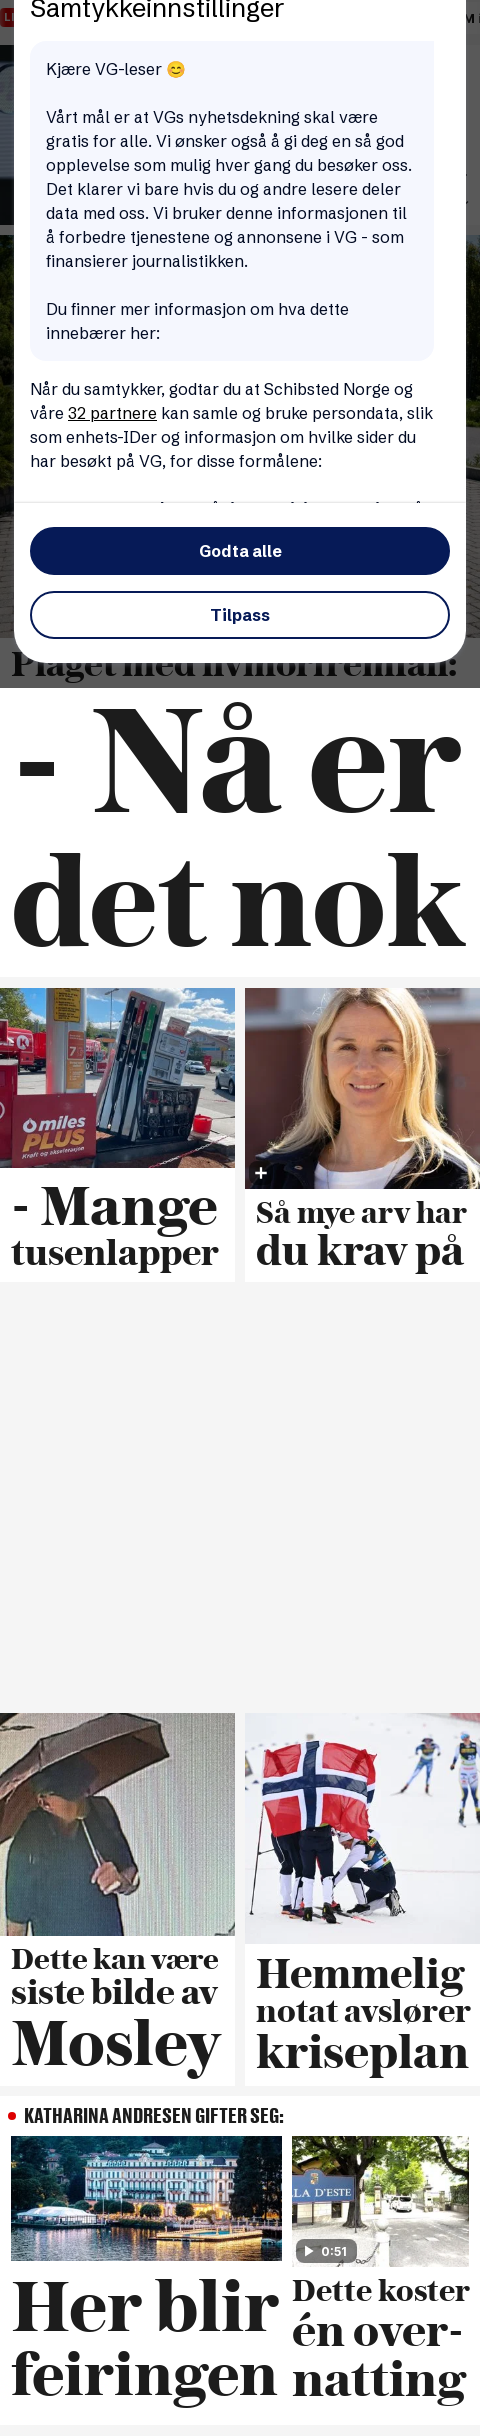 Samtykkeinnstillinger
Kjære VG-leser 😊
Vårt mål er at VGs nyhetsdekning skal være
gratis for alle. Vi ønsker også å gi deg en så god
opplevelse som mulig hver gang du besøker oss.
Det klarer vi bare hvis du og andre lesere deler
data med oss. Vi bruker denne informasjonen til
å forbedre tjenestene og annonsene i VG - som
finansierer journalistikken.
Du finner mer informasjon om hva dette
innebærer her:
Når du samtykker, godtar du at Schibsted Norge og
våre 32 partnere kan samle og bruke persondata, slik
som enhets-IDer og informasjon om hvilke sider du
har besøkt på VG, for disse formålene:
Godta alle
Tilpass
- Nå er
det nok
7
miles
PLUS
Kraft og akselerasjon
- Mange
tusenlapper
Så mye arv har
du krav på
Dette kan være
siste bilde av
Mosley
Hemmelig
notat avslører
kriseplan
KATHARINA ANDRESEN GIFTER SEG:
Her blir
feiringen
LA D'ESTE
0:51
Dette koster
én over-
natting